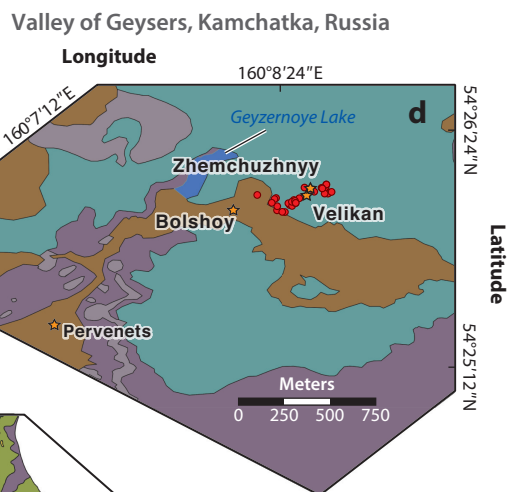 Valley of Geysers, Kamchatka, Russia
Longitude
160°7'12"E
160°8'24"E
54°26'24"N
d
Geyzernoye Lake
Zhemchuzhnyy
Bolshoy
Velikan
Latitude
Pervenets
54°25'12"N
Meters
0 250 500 750